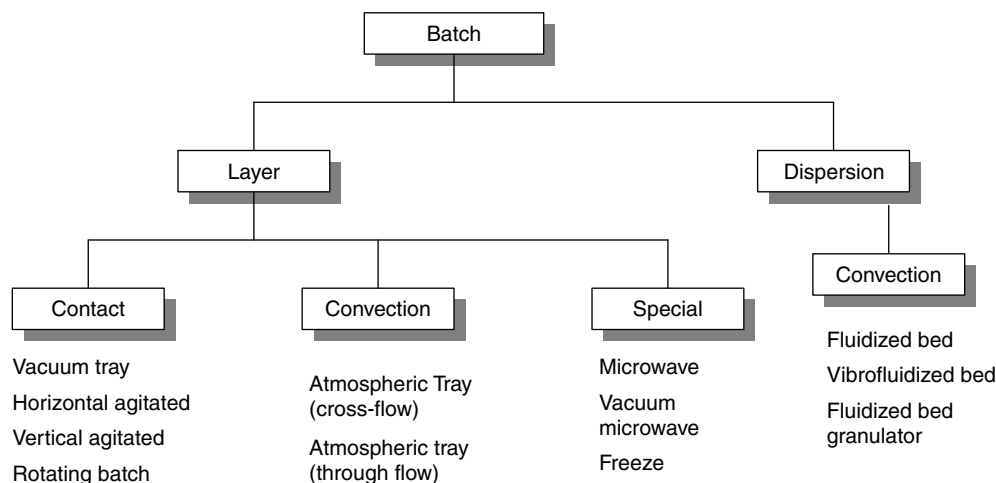 Batch
Layer
Dispersion
Contact
Convection
Special
Convection
Vacuum tray
Horizontal agitated
Vertical agitated
Rotating batch
Atmospheric Tray
(cross-flow)
Atmospheric tray
(through flow)
Microwave
Vacuum
microwave
Freeze
Fluidized bed
Vibrofluidized bed
Fluidized bed
granulator